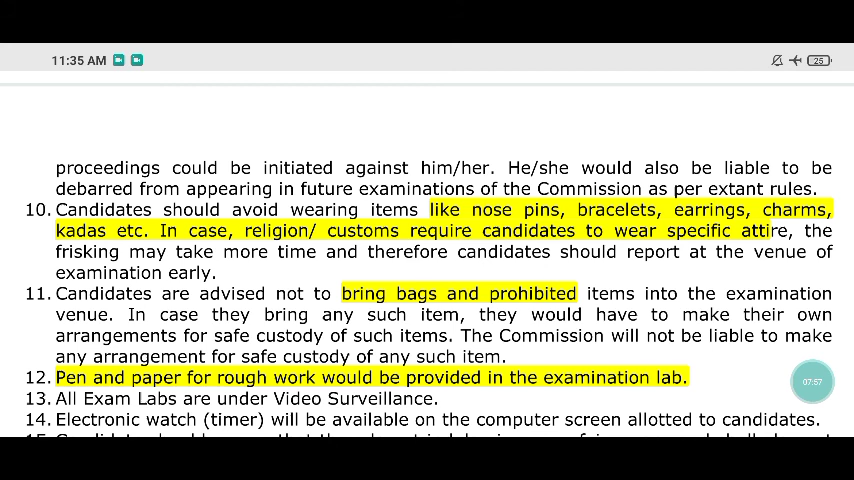 11:35 AM
25
proceedings could be initiated against him/her. He/she would also be liable to be
debarred from appearing in future examinations of the Commission as per extant rules.
10. Candidates should avoid wearing items like nose pins, bracelets, earrings, charms,
kadas etc. In case, religion/ customs require candidates to wear specific attire, the
frisking may take more time and therefore candidates should report at the venue of
examination early.
11. Candidates are advised not to bring bags and prohibited items into the examination
venue. In case they bring any such item, they would have to make their own
arrangements for safe custody of such items. The Commission will not be liable to make
any arrangement for safe custody of any such item.
12. Pen and paper for rough work would be provided in the examination lab.
07:57
13. All Exam Labs are under Video Surveillance.
14. Electronic watch (timer) will be available on the computer screen allotted to candidates.